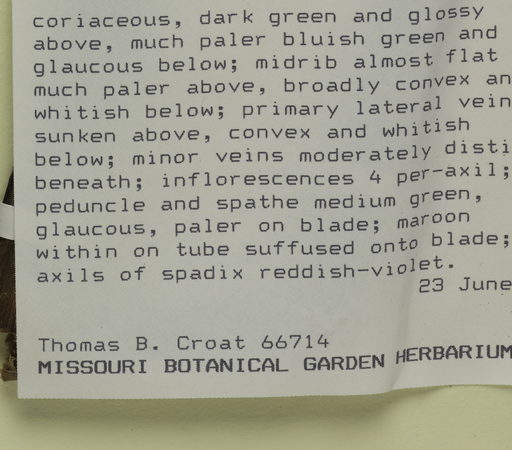 coriaceous, dark green and glossy
above, much paler bluish green and
glaucous below; midrib almost flat
much paler above, broadly convex an
whitish below; primary lateral vein
sunken above, convex and whitish
below; minor veins moderately disti
beneath; inflorescences 4 per-axil;
peduncle and spathe medium green,
glaucous, paler on blade; maroon
within on tube suffused onto blade;
axils of spadix reddish-violet.
23 June
Thomas B. Croat 66714
MISSOURI BOTANICAL GARDEN HERBARIUM